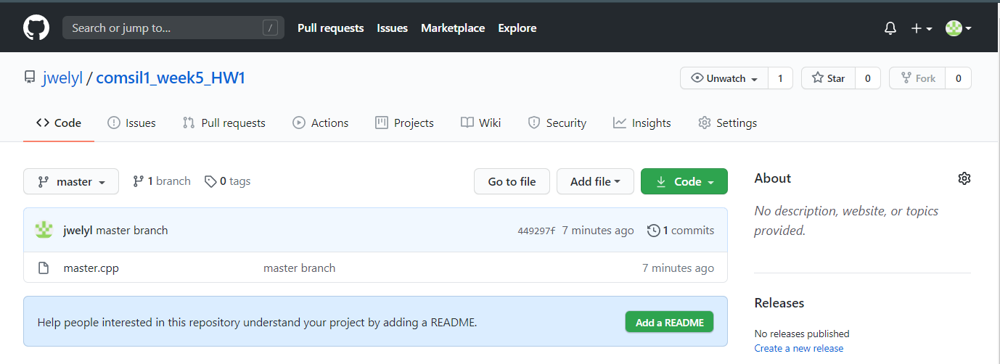 Search or jump to... / Pull requests Issues Marketplace Explore
jwelyl / comsil1_week5_HW1 Unwatch 1 Star 0 Fork 0
Code Issues Pull requests Actions Projects Wiki Security Insights Settings
master 1 branch 0 tags Go to file Add file Code
About
No description, website, or topics
provided.
jwelyl master branch 449297f 7 minutes ago 1 commits
master.cpp master branch 7 minutes ago
Help people interested in this repository understand your project by adding a README. Add a README
Releases
No releases published
Create a new release